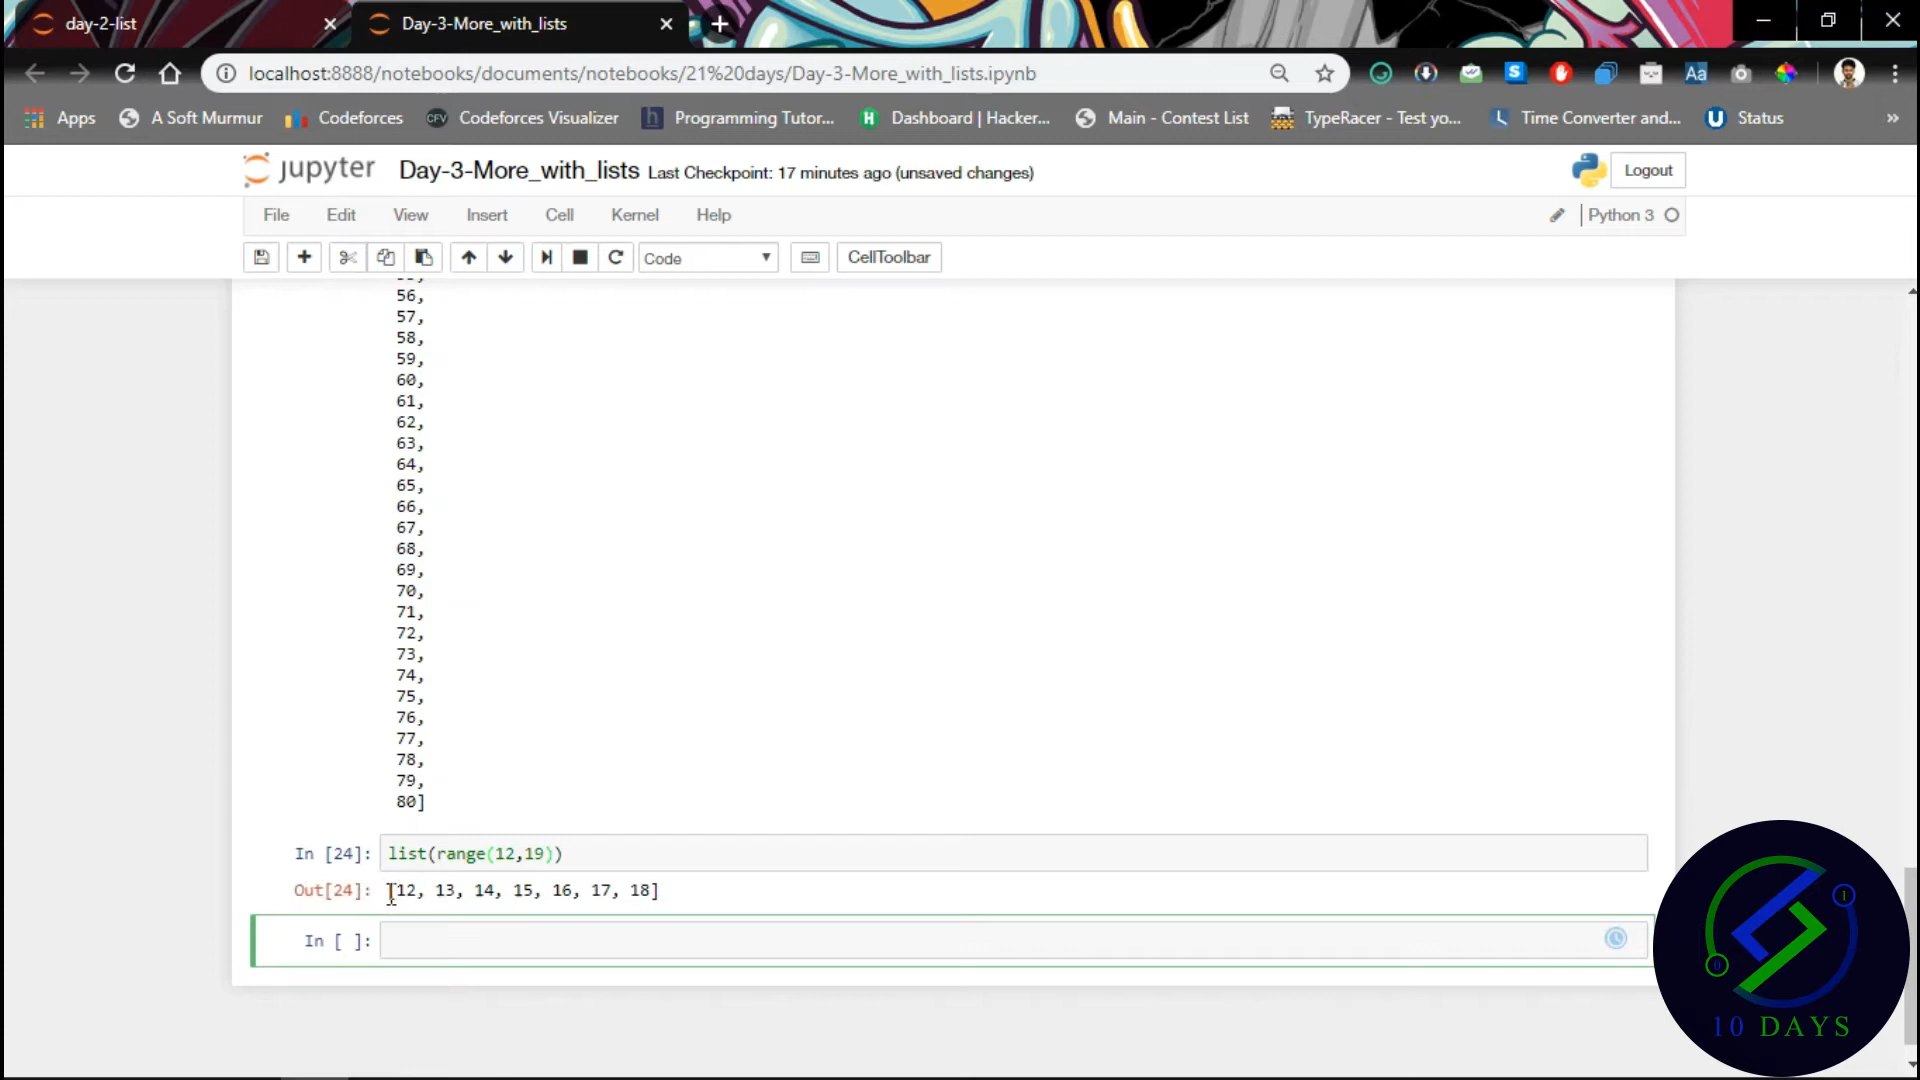 day-2-list
Day-3-More_with_lists
localhost:8888/notebooks/documents/notebooks/21%20days/Day-3-More_with_lists.ipynb
Apps A Soft Murmur Codeforces CFV Codeforces Visualizer h Programming Tutor... H Dashboard | Hacker... Main - Contest List TypeRacer - Test yo... Time Converter and... U Status »
jupyter Day-3-More_with_lists Last Checkpoint: 17 minutes ago (unsaved changes) Logout
File Edit View Insert Cell Kernel Help Python 3
Code CellToolbar
56,
57,
58,
59,
60,
61,
62,
63,
64,
65,
66,
67,
68,
69,
70,
71,
72,
73,
74,
75,
76,
77,
78,
79,
80]
In [24]: list(range(12,19))
Out[24]: [12, 13, 14, 15, 16, 17, 18]
In [ ]:
1
0
10 DAYS